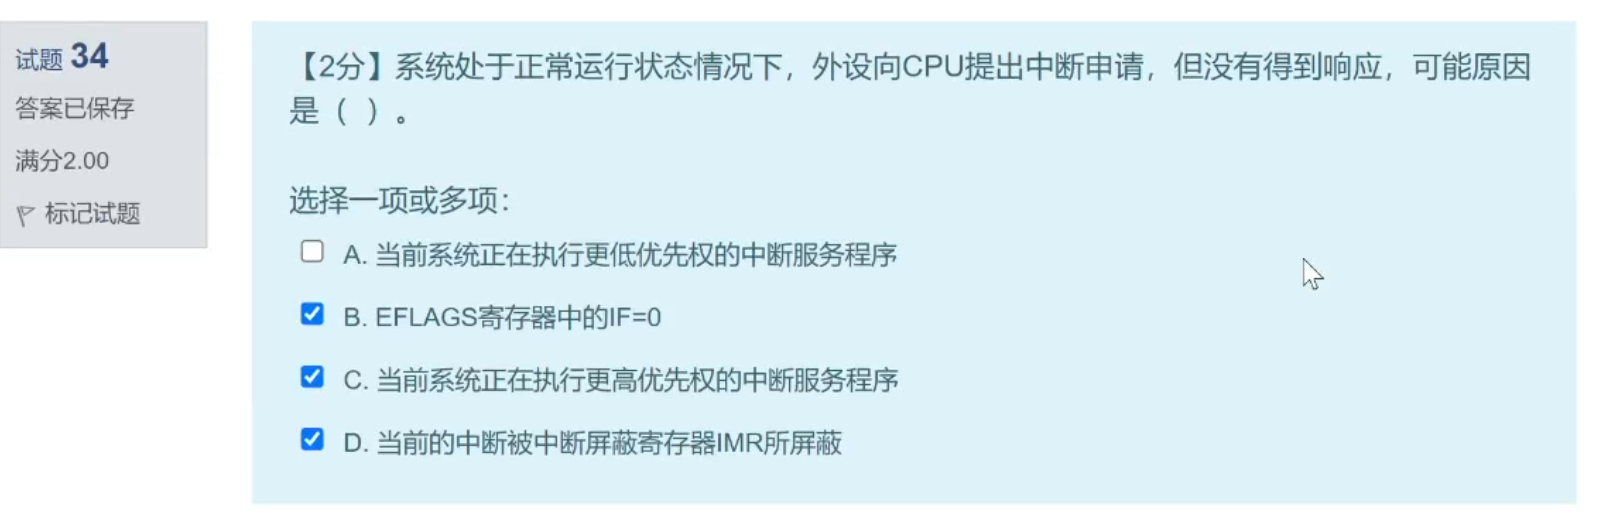 试题 34
答案已保存
满分2.00
标记试题
【2分】系统处于正常运行状态情况下，外设向CPU提出中断申请，但没有得到响应，可能原因
是（ ）。
选择一项或多项：
A. 当前系统正在执行更低优先权的中断服务程序
B. EFLAGS寄存器中的IF=0
C. 当前系统正在执行更高优先权的中断服务程序
D. 当前的中断被中断屏蔽寄存器IMR所屏蔽